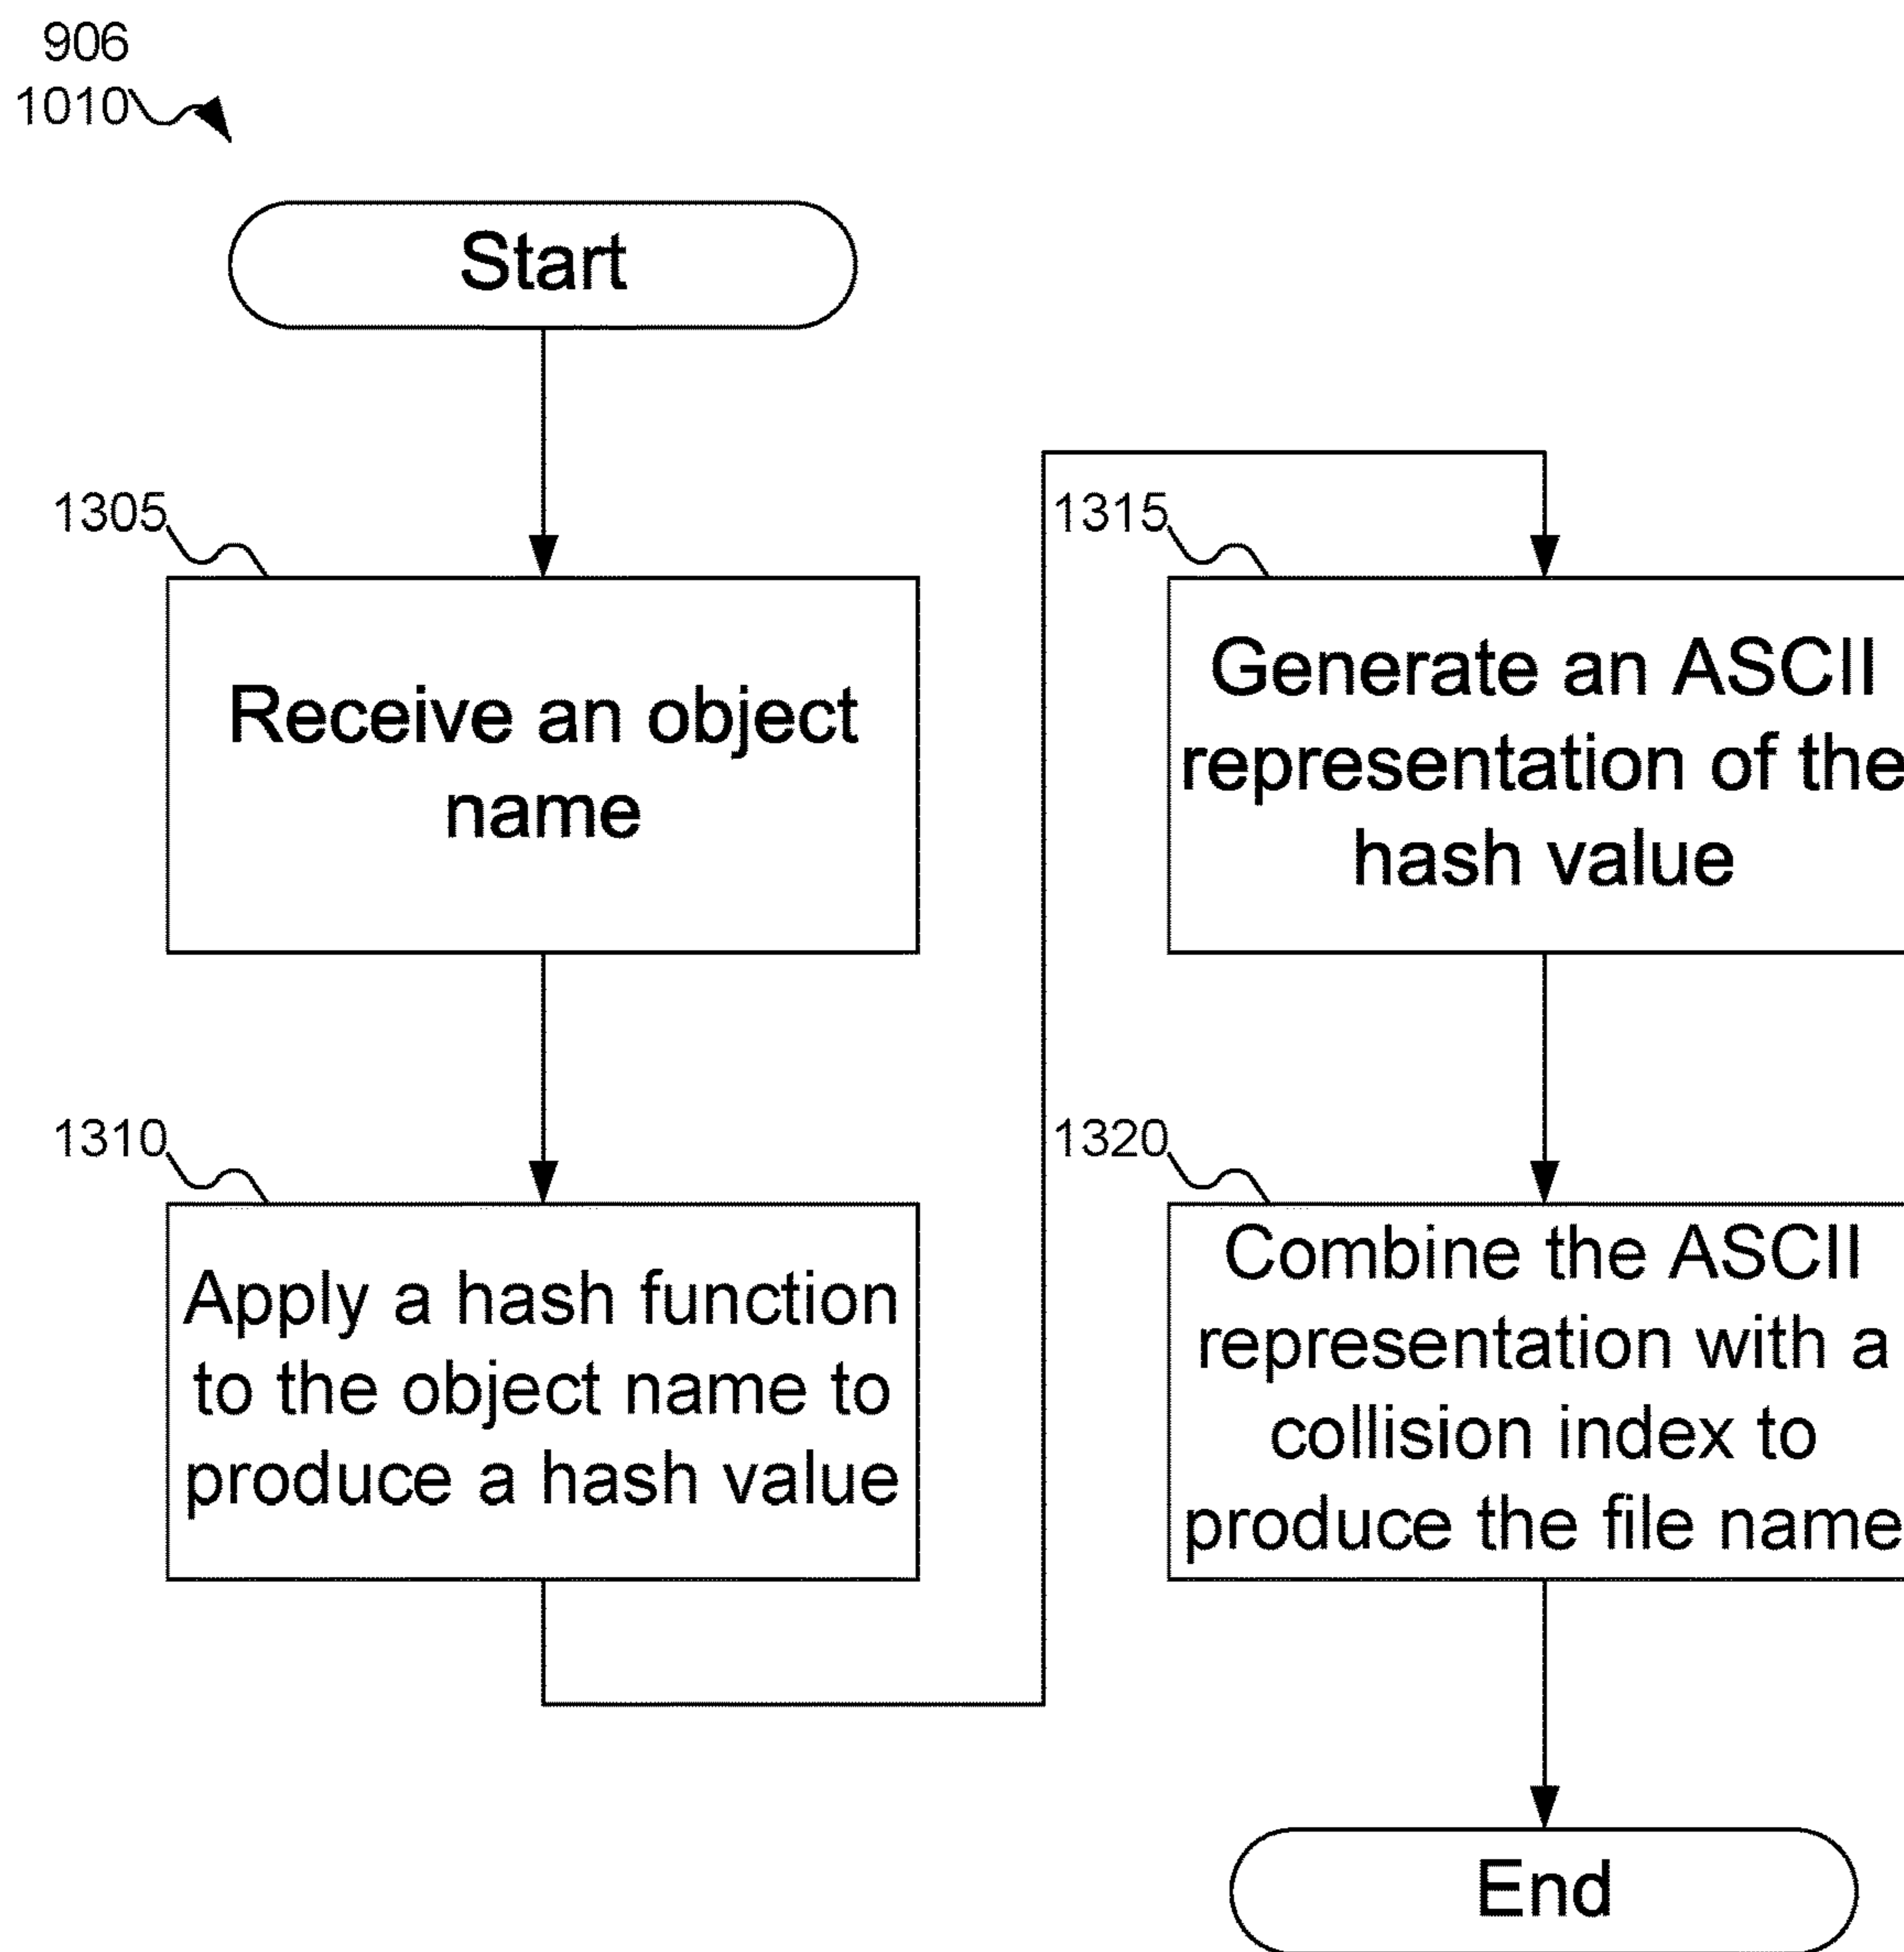 906
1010
Start
1305
Receive an object
name
1310
Apply a hash function
to the object name to
produce a hash value
1315
Generate an ASCII
representation of the
hash value
1320
Combine the ASCII
representation with a
collision index to
produce the file name
End